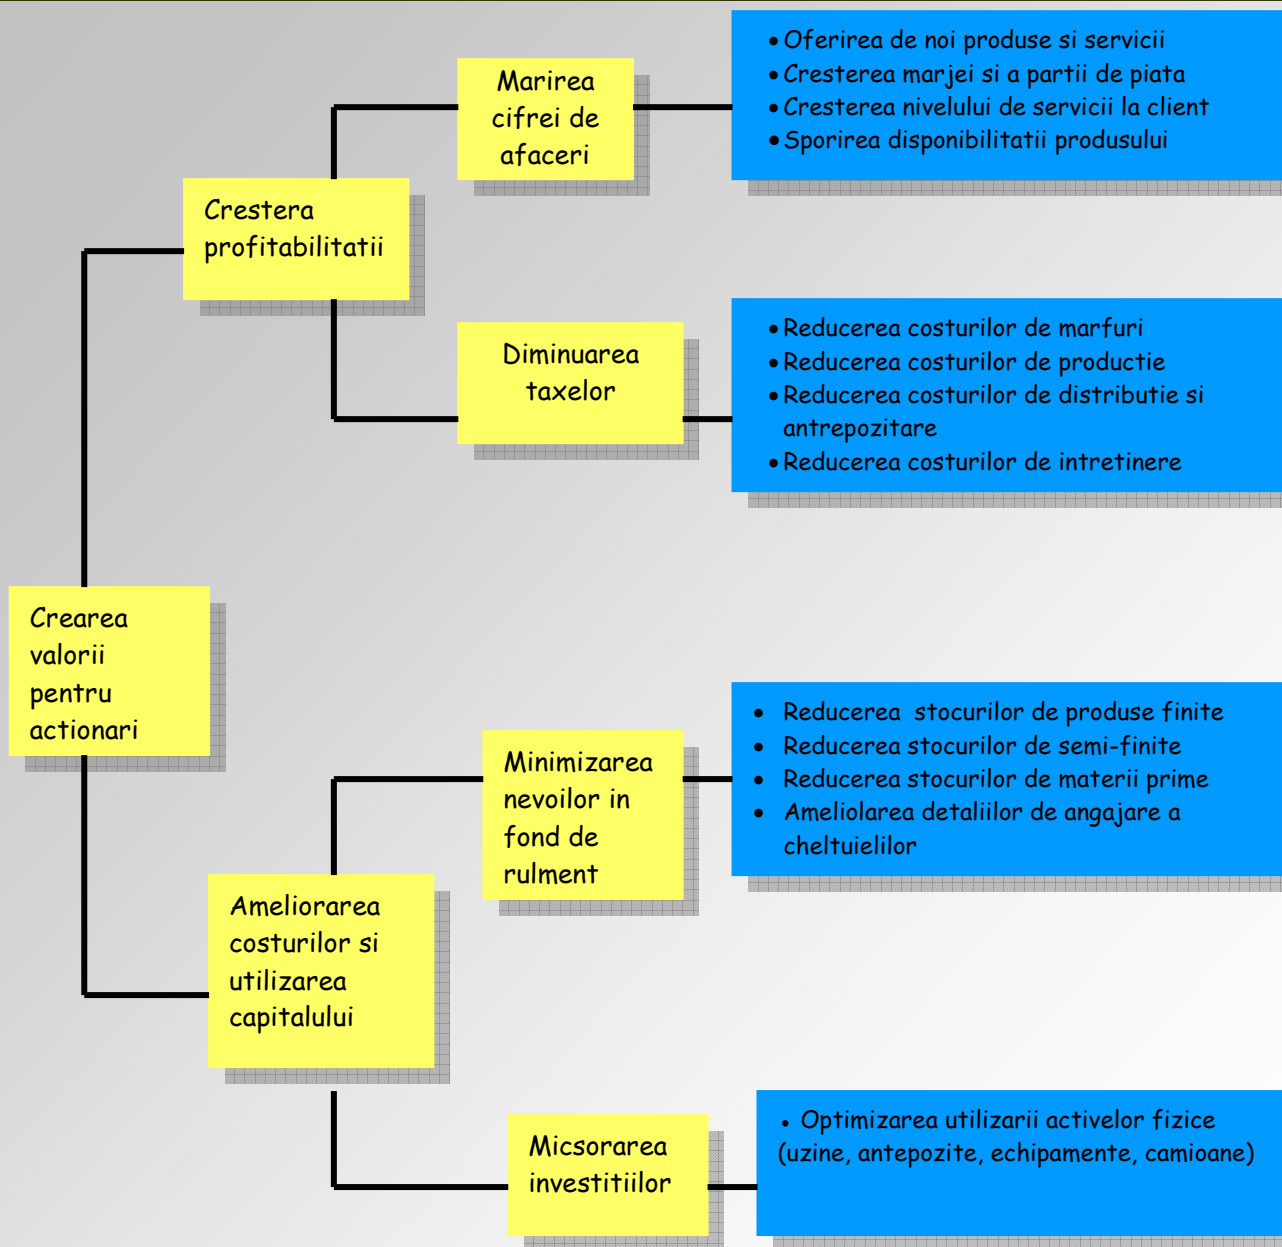 • Oferirea de noi produse si servicii
• Cresterea marjei si a partii de piata
• Cresterea nivelului de servicii la client
• Sporirea disponibilitatii produsului
Marirea
cifrei de
afaceri
Crestera
profitabilitatii
Diminuarea
taxelor
• Reducerea costurilor de marfuri
• Reducerea costurilor de productie
• Reducerea costurilor de distributie si
antrepozitare
• Reducerea costurilor de intretinere
Crearea
valorii
pentru
actionari
Minimizarea
nevoilor in
fond de
rulment
• Reducerea stocurilor de produse finite
• Reducerea stocurilor de semi-finite
• Reducerea stocurilor de materii prime
• Ameliolarea detaliilor de angajare a
cheltuielilor
Ameliorarea
costurilor si
utilizarea
capitalului
Micsorarea
investitiilor
• Optimizarea utilizarii activelor fizice
(uzine, antepozite, echipamente, camioane)